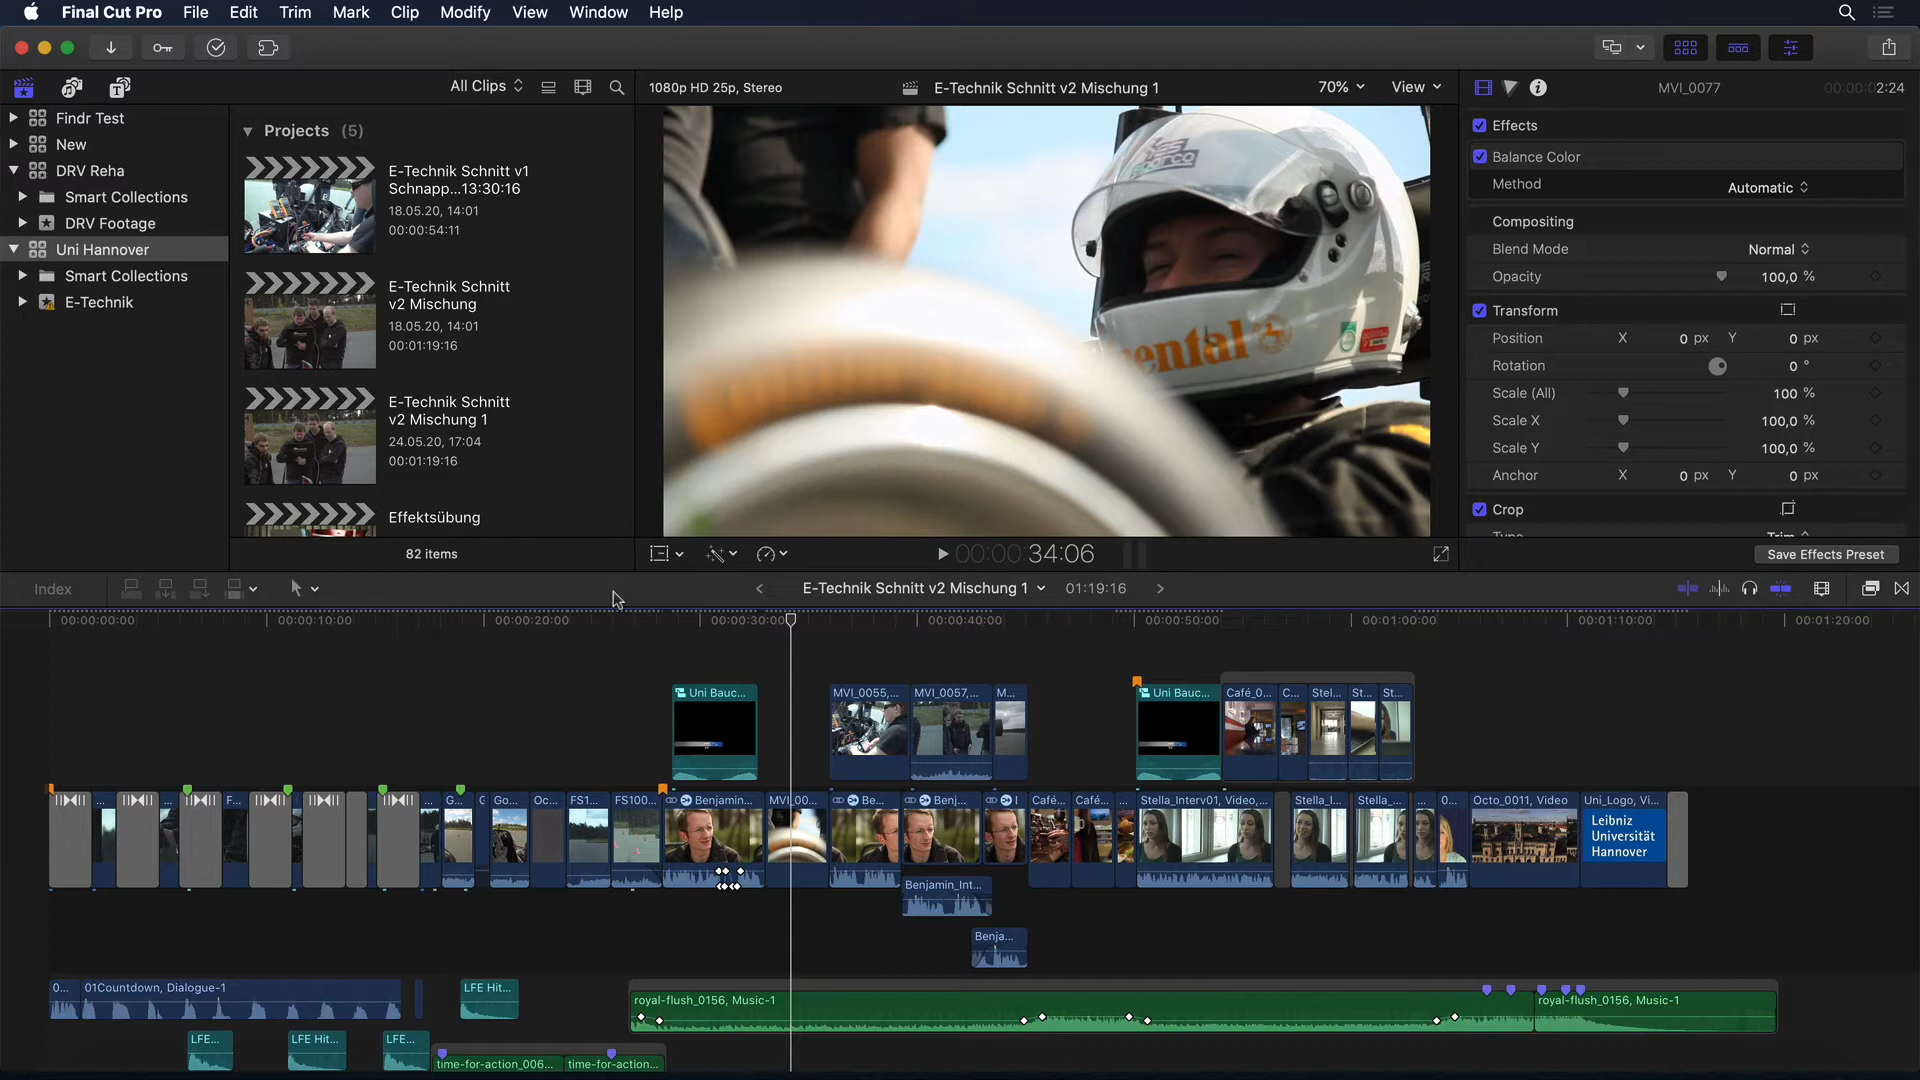 Final Cut Pro File Edit Trim Mark Clip Modify View Window Help
All Clips
1080p HD 25p, Stereo
E-Technik Schnitt v2 Mischung 1
70%
View
MVI_0077
00:00:02:24
Findr Test
New
DRV Reha
Smart Collections
DRV Footage
Uni Hannover
Smart Collections
E-Technik
Projects (5)
E-Technik Schnitt v1
Schnapp...13:30:16
18.05.20, 14:01
00:00:54:11
E-Technik Schnitt
v2 Mischung
18.05.20, 14:01
00:01:19:16
E-Technik Schnitt
v2 Mischung 1
24.05.20, 17:04
00:01:19:16
Effektsübung
82 items
ental
Effects
Balance Color
Method Automatic
Compositing
Blend Mode Normal
Opacity 100,0 %
Transform
Position X 0 px Y 0 px
Rotation 0 °
Scale (All) 100 %
Scale X 100,0 %
Scale Y 100,0 %
Anchor X 0 px Y 0 px
Crop
Save Effects Preset
00:00:34:06
Index
E-Technik Schnitt v2 Mischung 1
01:19:16
00:00:00:00 00:00:10:00 00:00:20:00 00:00:30:00 00:00:40:00 00:00:50:00 00:01:00:00 00:01:10:00 00:01:20:00
Uni Bauc... MVI_0055,... MVI_0057,... M... Uni Bauc... Café_0... C... Stel... St... St...
... ... F... ... G... G Go... Oc... FS1... FS100... Benjamin... MVI_00... Be... Benj... I Café... Café... ... Stella_Interv01, Video,... Stella_I... Stella_... ... 0... Octo_0011, Video Uni_Logo, Vi...
Leibniz
Universität
Hannover
Benjamin_Int...
Benja...
0... 01Countdown, Dialogue-1 LFE Hit...
royal-flush_0156, Music-1 royal-flush_0156, Music-1
LFE... LFE Hit... LFE...
time-for-action_006... time-for-action...